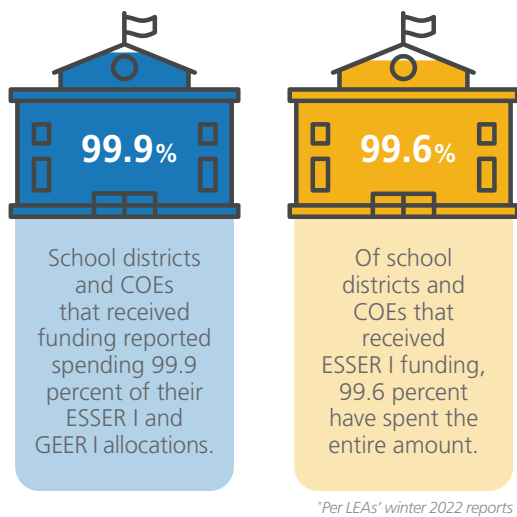 99.9%
School districts
and COEs
that received
funding reported
spending 99.9
percent of their
ESSER I and
GEER I allocations.
99.6%
Of school
districts and
COEs that
received
ESSER I funding,
99.6 percent
have spent the
entire amount.
*Per LEAs’ winter 2022 reports